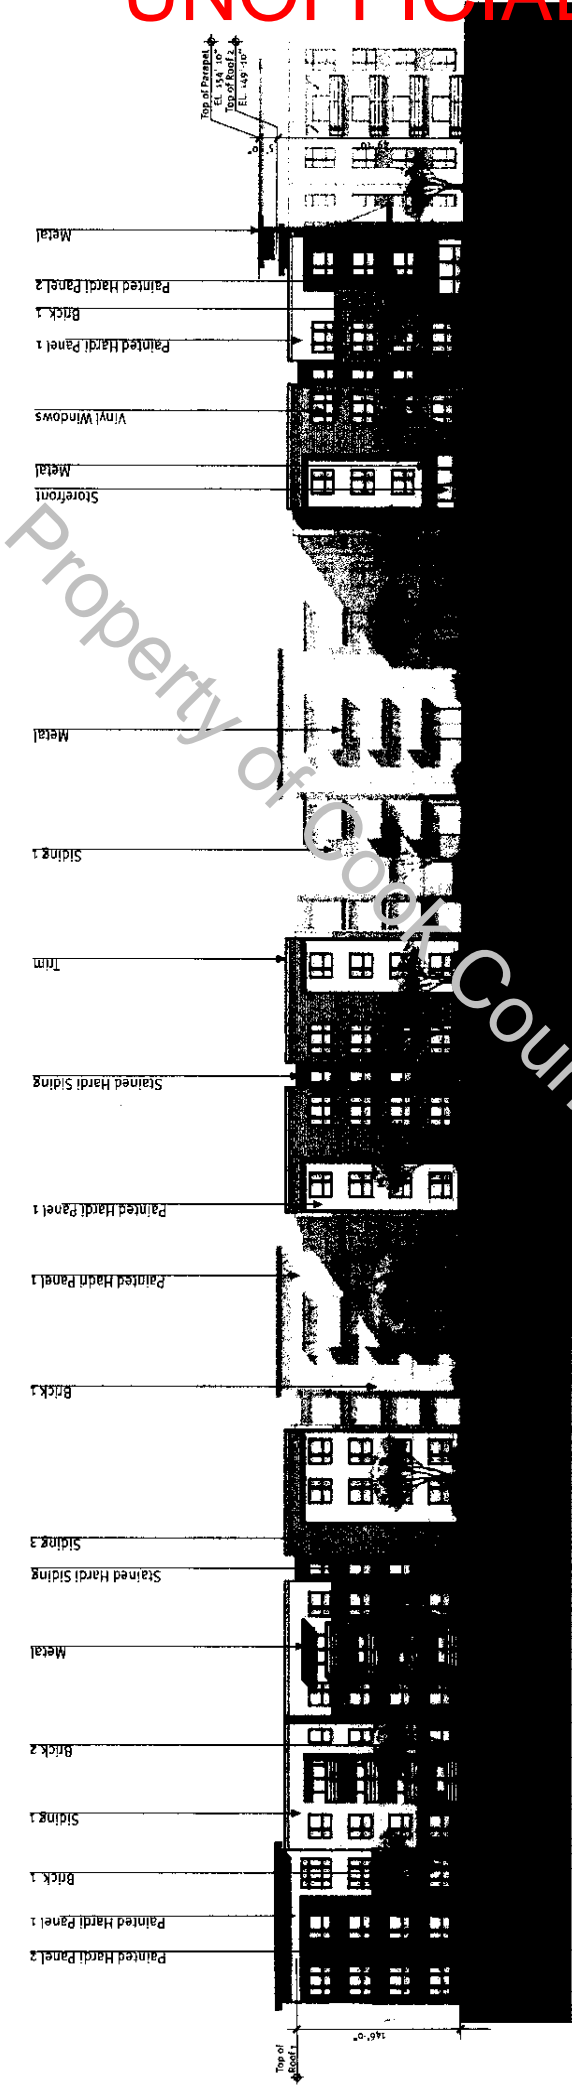 UNOFFICIAL
Top of Parapet
EL 154'-10"
Top of Roof 2
EL 149'-10"
Metal
Painted Hardi Panel 2
Brick 1
Painted Hardi Panel 1
Vinyl Windows
Metal
Storefront
Property of Cook Coun
Metal
Siding 1
Trim
Stained Hardi Siding
Painted Hardi Panel 1
Painted Hadri Panel 1
Brick 1
Siding 3
Stained Hardi Siding
Metal
Brick 2
Siding 1
Brick 1
Painted Hardi Panel 1
Painted Hardi Panel 2
146'-0"
Top of
Roof 1